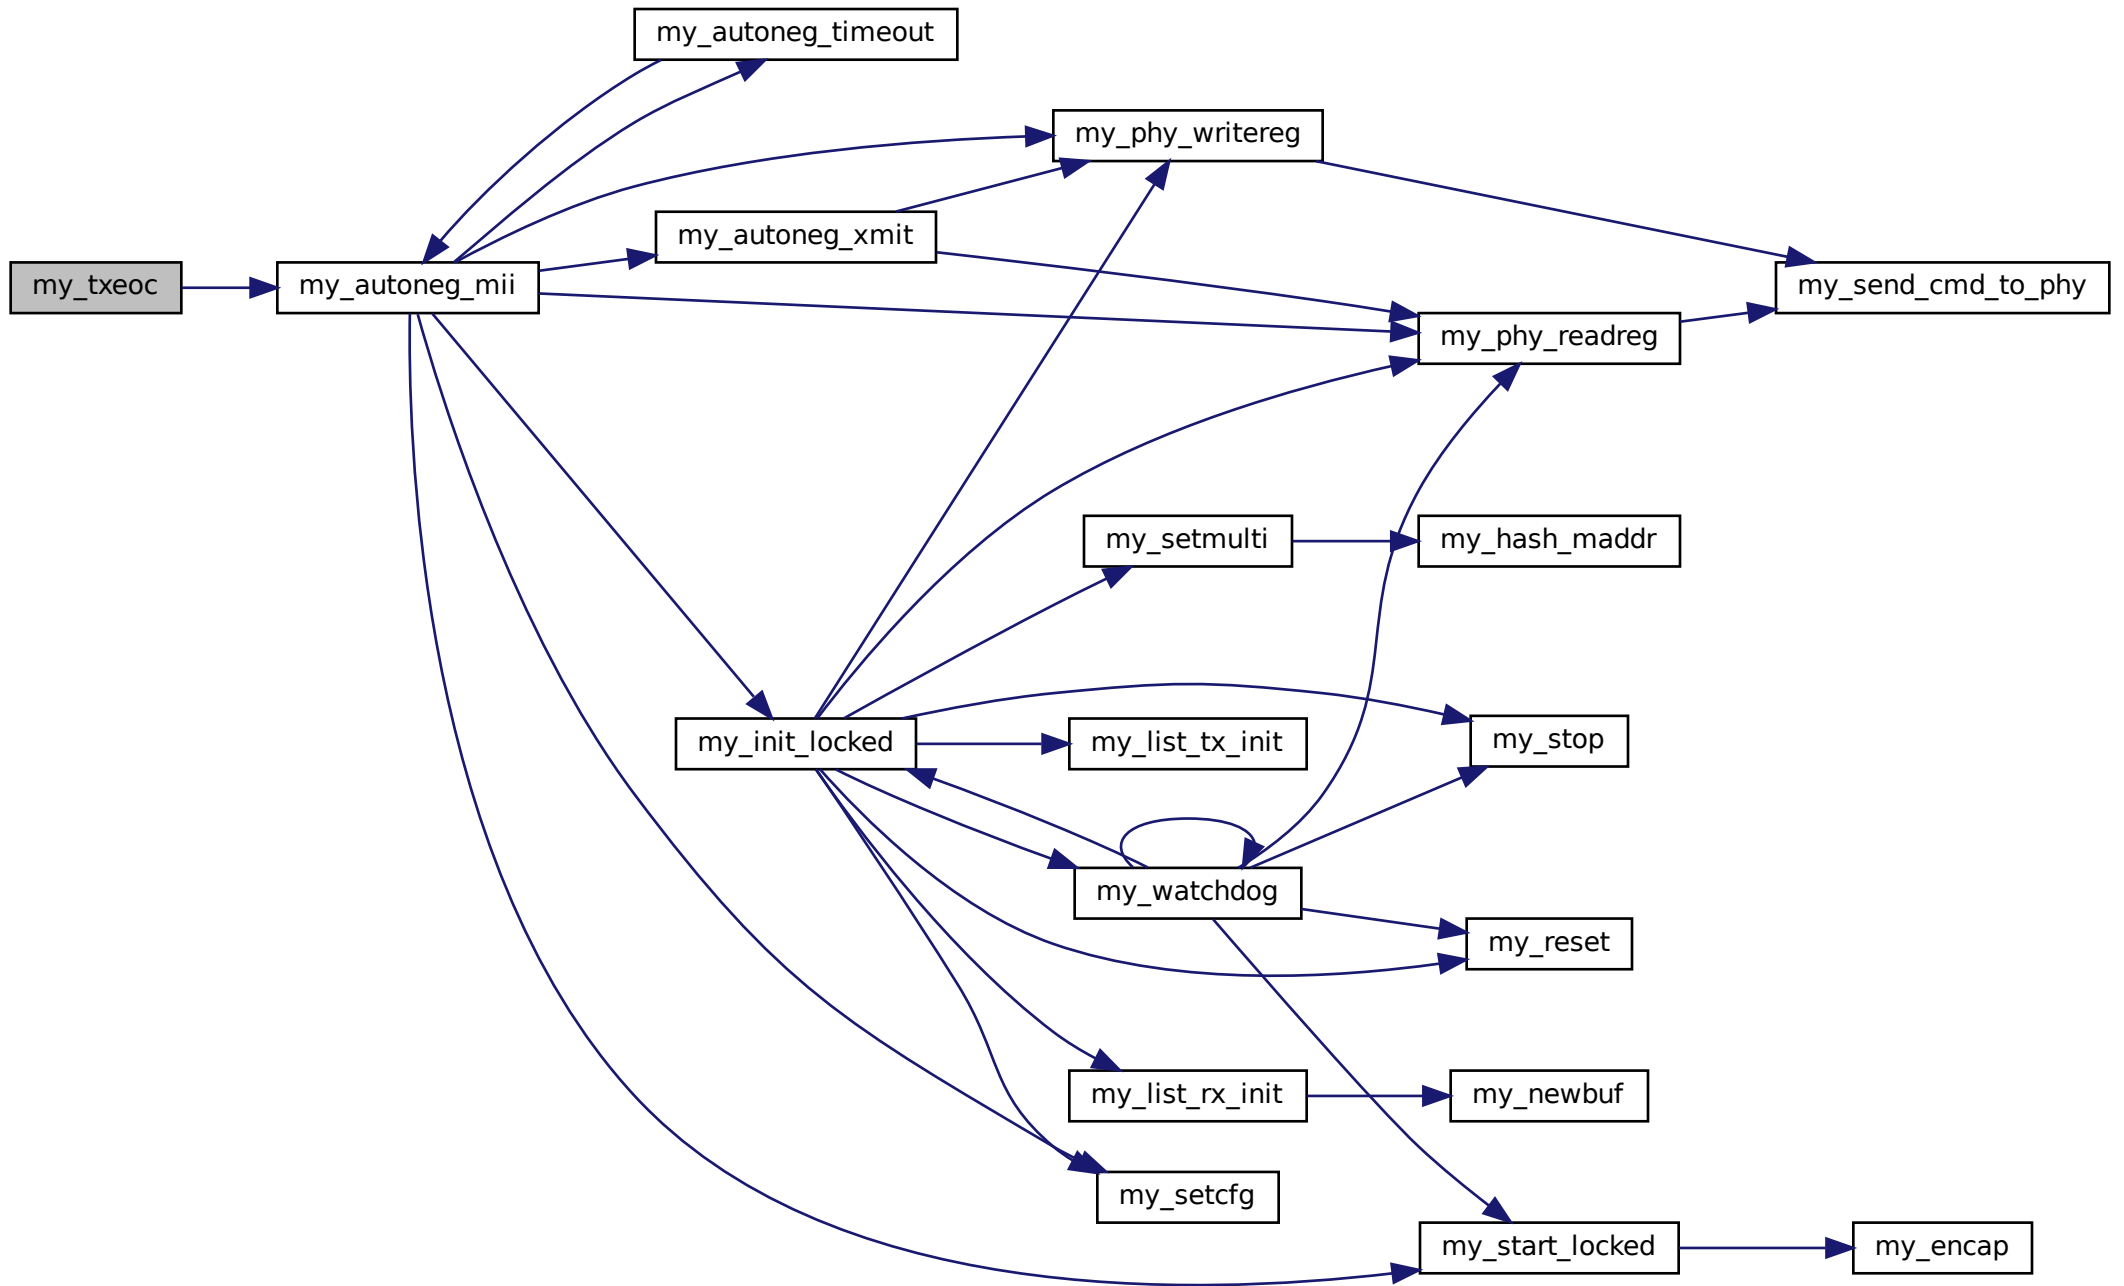 my_autoneg_timeout
my_phy_writereg
my_autoneg_xmit
my_txeoc
my_autoneg_mii
my_send_cmd_to_phy
my_phy_readreg
my_setmulti
my_hash_maddr
my_init_locked
my_list_tx_init
my_stop
my_watchdog
my_reset
my_list_rx_init
my_newbuf
my_setcfg
my_start_locked
my_encap